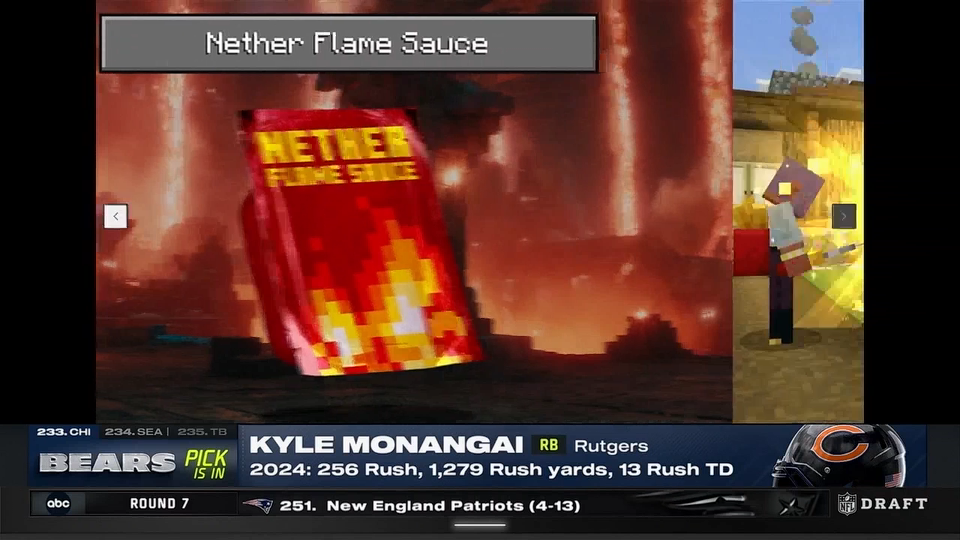 Nether Flame Sauce
NETHER
FLAME SAUCE
233. CHI 234. SEA | 235. TB
BEARS PICK IS IN
KYLE MONANGAI RB Rutgers
2024: 256 Rush, 1,279 Rush yards, 13 Rush TD
abc ROUND 7 251. New England Patriots (4-13) NFL DRAFT